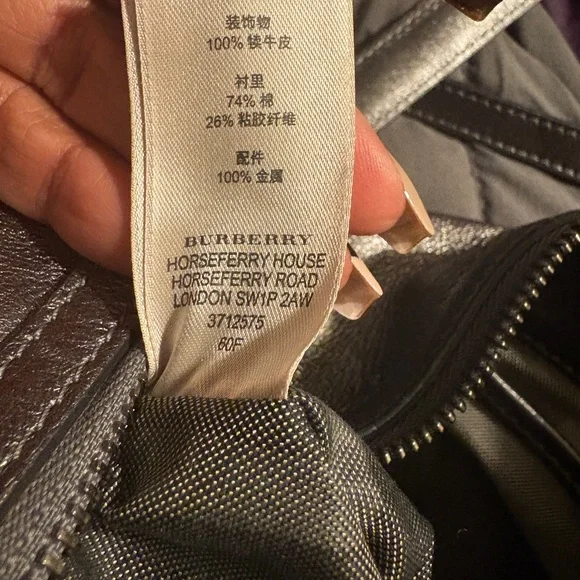 装饰物
100% 犊牛皮
衬里
74% 棉
26% 粘胶纤维
配件
100% 金属
BURBERRY
HORSEFERRY HOUSE
HORSEFERRY ROAD
LONDON SW1P 2AW
3712575
60F